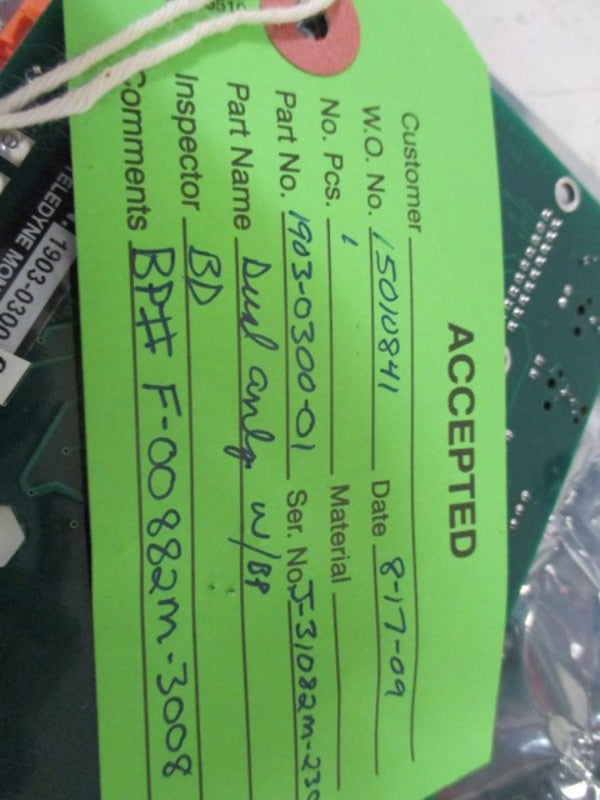 ACCEPTED
Customer
W.O. No. 15010841 Date 8-17-09
No. Pcs. 1 Material
Part No. 1903-0300-01 Ser. No. J-31082M-230
Part Name Dual anlg w/BP
Inspector BD
Comments BP# F-00882M-3008
TELEDYNE MON
1903-0300